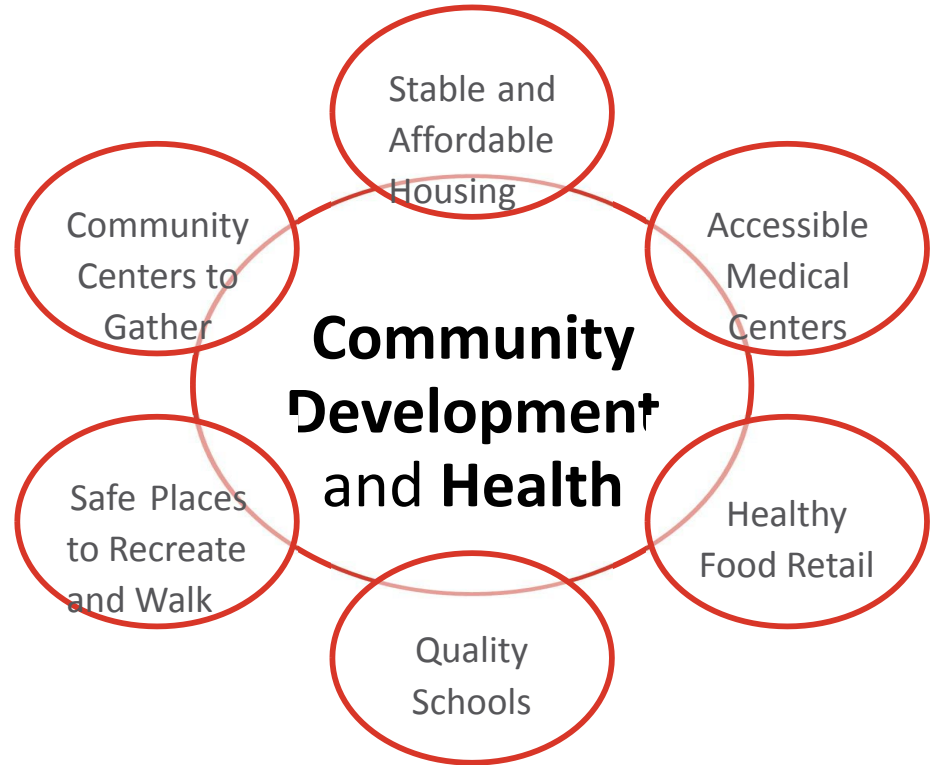 Stable and
Affordable
Housing
Community
Centers to
Gather
Accessible
Medical
Centers
Community
Development
and Health
Safe Places
to Recreate
and Walk
Healthy
Food Retail
Quality
Schools